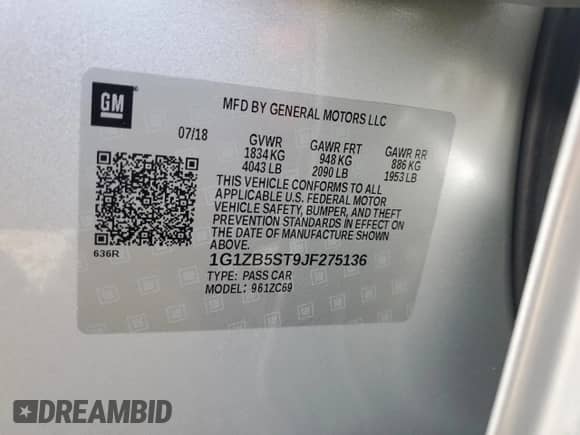 GM
MFD BY GENERAL MOTORS LLC
07/18
GVWR GAWR FRT GAWR RR
1834 KG 948 KG 886 KG
4043 LB 2090 LB 1953 LB
THIS VEHICLE CONFORMS TO ALL
APPLICABLE U.S. FEDERAL MOTOR
VEHICLE SAFETY, BUMPER, AND THEFT
PREVENTION STANDARDS IN EFFECT ON
THE DATE OF MANUFACTURE SHOWN
ABOVE.
636R
1G1ZB5ST9JF275136
TYPE: PASS CAR
MODEL: 961ZC69
DREAMBID